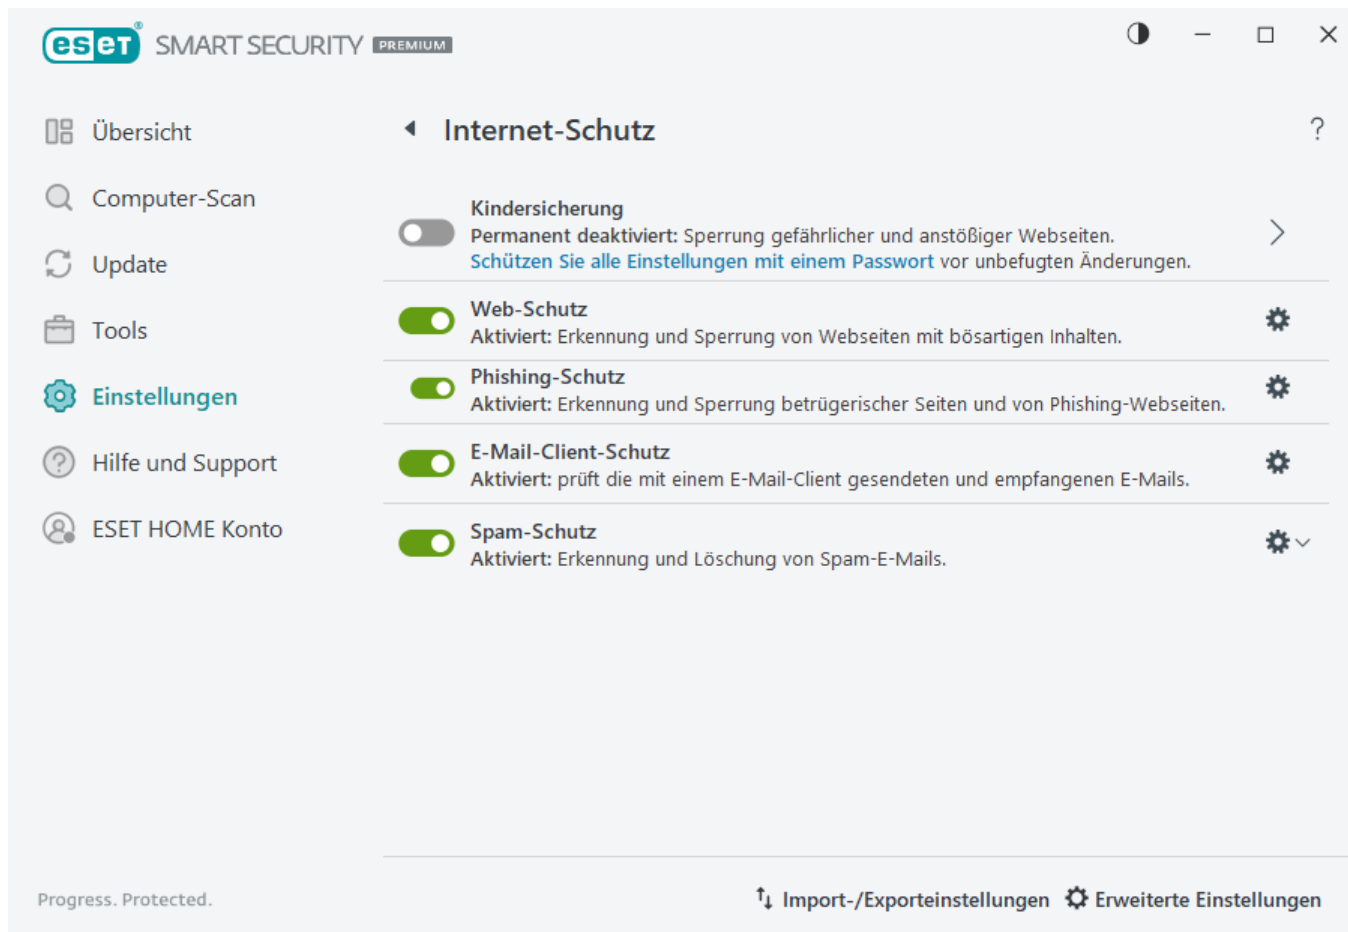 eset® SMART SECURITY PREMIUM
Übersicht
Computer-Scan
Update
Tools
Einstellungen
Hilfe und Support
ESET HOME Konto
Internet-Schutz
?
Kindersicherung
Permanent deaktiviert: Sperrung gefährlicher und anstößiger Webseiten.
Schützen Sie alle Einstellungen mit einem Passwort vor unbefugten Änderungen.
Web-Schutz
Aktiviert: Erkennung und Sperrung von Webseiten mit bösartigen Inhalten.
Phishing-Schutz
Aktiviert: Erkennung und Sperrung betrügerischer Seiten und von Phishing-Webseiten.
E-Mail-Client-Schutz
Aktiviert: prüft die mit einem E-Mail-Client gesendeten und empfangenen E-Mails.
Spam-Schutz
Aktiviert: Erkennung und Löschung von Spam-E-Mails.
Progress. Protected.
Import-/Exporteinstellungen Erweiterte Einstellungen